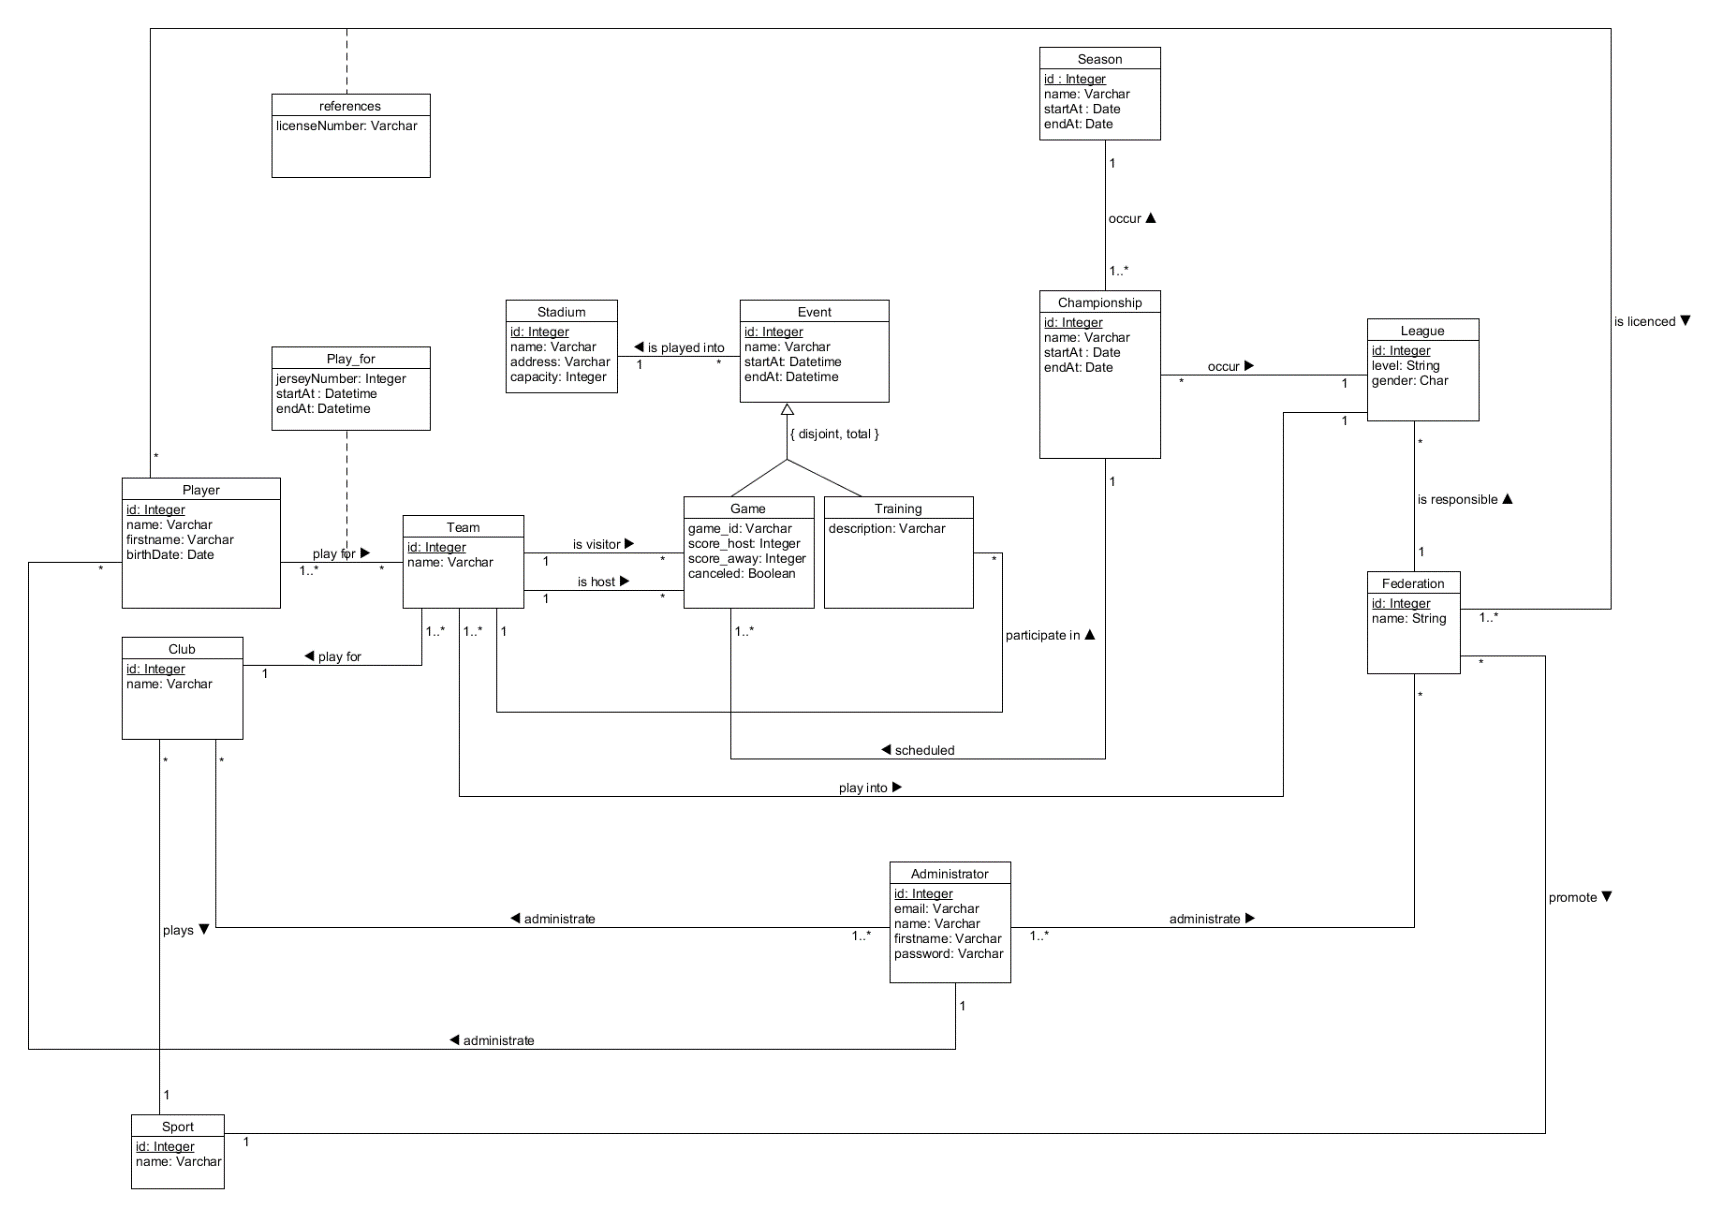 Season
id : Integer
name: Varchar
startAt : Date
endAt: Date
references
licenseNumber: Varchar
1
occur ▲
1..*
Stadium
id: Integer
name: Varchar
address: Varchar
capacity: Integer
◀ is played into
1
*
Event
id: Integer
name: Varchar
startAt: Datetime
endAt: Datetime
Championship
id: Integer
name: Varchar
startAt : Date
endAt: Date
League
id: Integer
level: String
gender: Char
is licenced ▼
occur ▶
*
1
1
Play_for
jerseyNumber: Integer
startAt : Datetime
endAt: Datetime
{ disjoint, total }
*
*
1
is responsible ▲
1
Player
id: Integer
name: Varchar
firstname: Varchar
birthDate: Date
*
play for ▶
1..*
*
Team
id: Integer
name: Varchar
is visitor ▶
1
*
is host ▶
1
*
Game
game_id: Varchar
score_host: Integer
score_away: Integer
canceled: Boolean
Training
description: Varchar
*
Federation
id: Integer
name: String
1..*
*
*
1..*
1..*
1
1..*
participate in ▲
Club
id: Integer
name: Varchar
◀ play for
1
*
*
◀ scheduled
play into ▶
Administrator
id: Integer
email: Varchar
name: Varchar
firstname: Varchar
password: Varchar
promote ▼
plays ▼
◀ administrate
1..*
administrate ▶
1..*
1
◀ administrate
1
Sport
id: Integer
name: Varchar
1